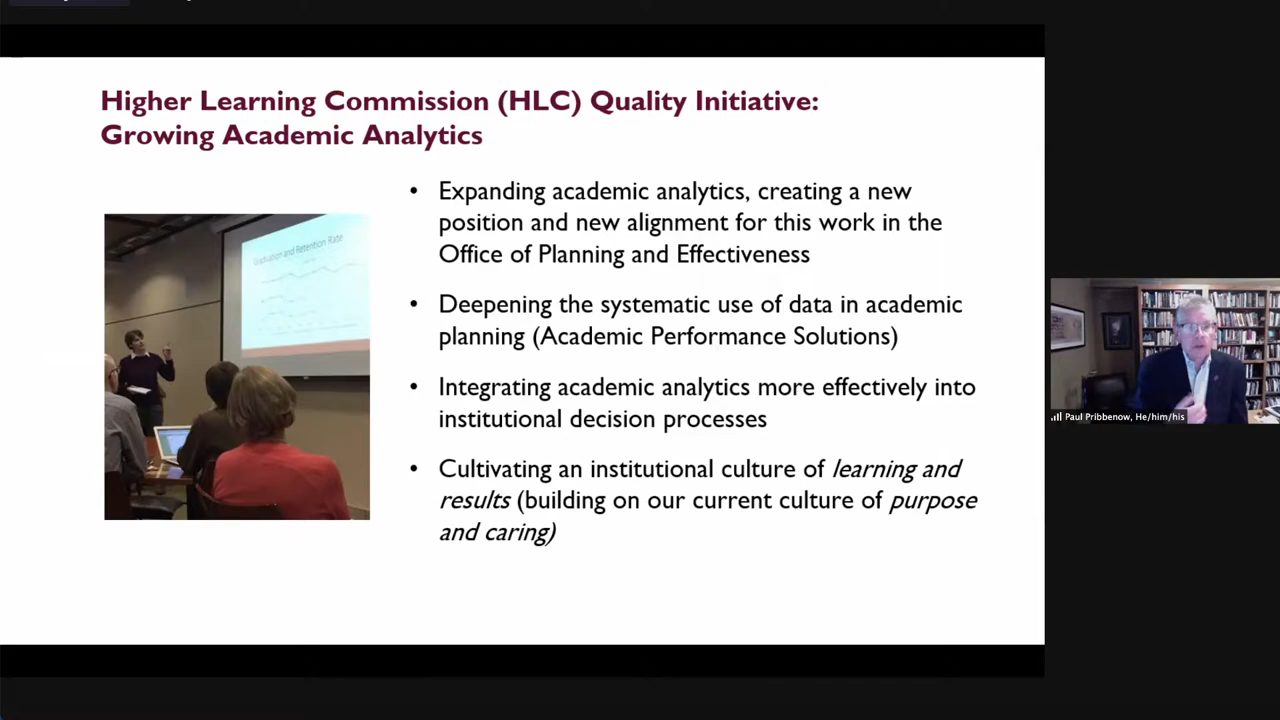 Higher Learning Commission (HLC) Quality Initiative:
Growing Academic Analytics
• Expanding academic analytics, creating a new
position and new alignment for this work in the
Office of Planning and Effectiveness
• Deepening the systematic use of data in academic
planning (Academic Performance Solutions)
• Integrating academic analytics more effectively into
institutional decision processes
• Cultivating an institutional culture of learning and
results (building on our current culture of purpose
and caring)
Graduation and Retention Rate
Paul Pribbenow, He/him/his